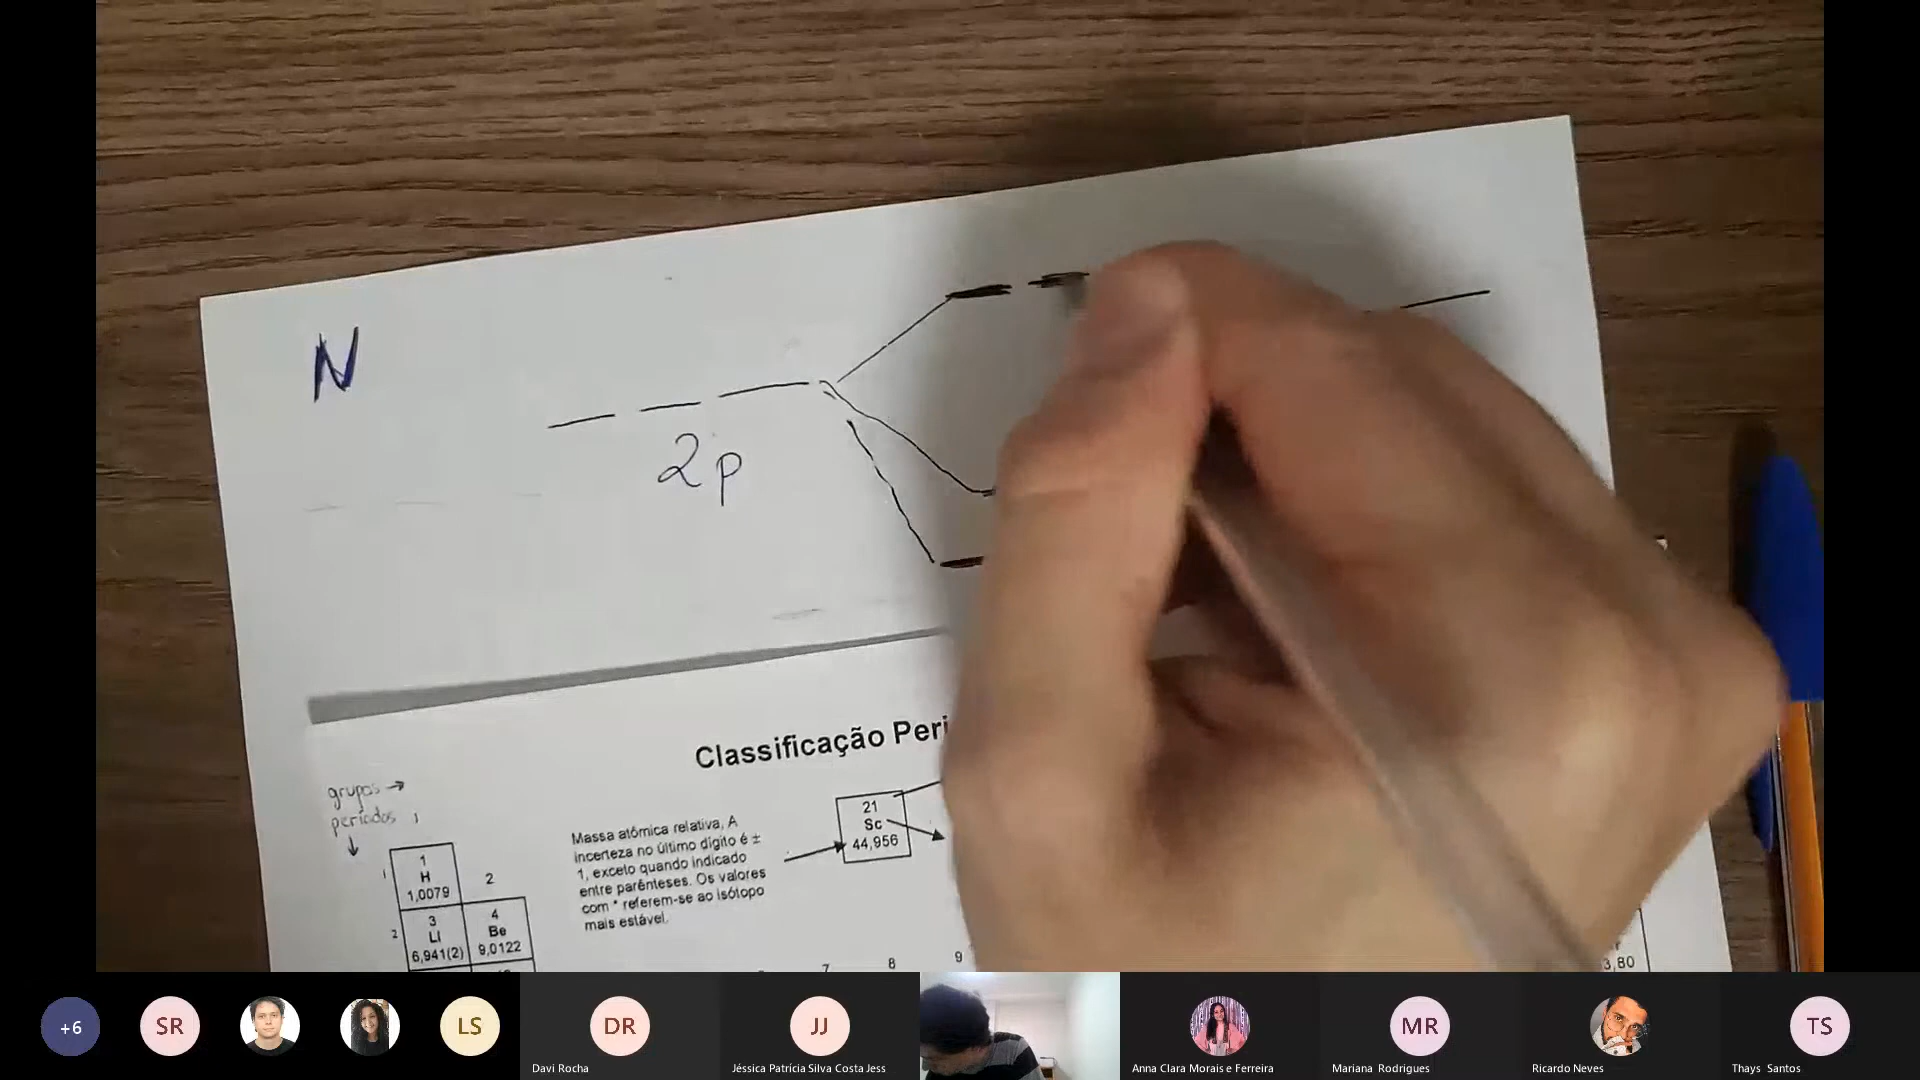 N
2p
Classificação Peri
grupos →
períodos 1
↓
Massa atômica relativa. A
incerteza no último dígito é ±
1, exceto quando indicado
entre parênteses. Os valores
com * referem-se ao isótopo
mais estável.
21
Sc
44,956
1
1
H
1,0079
2
2
3
Li
6,941(2)
4
Be
9,0122
7
8
9
3,80
+6
SR
LS
DR
Davi Rocha
JJ
Jéssica Patrícia Silva Costa Jess
Anna Clara Morais e Ferreira
MR
Mariana Rodrigues
Ricardo Neves
TS
Thays Santos